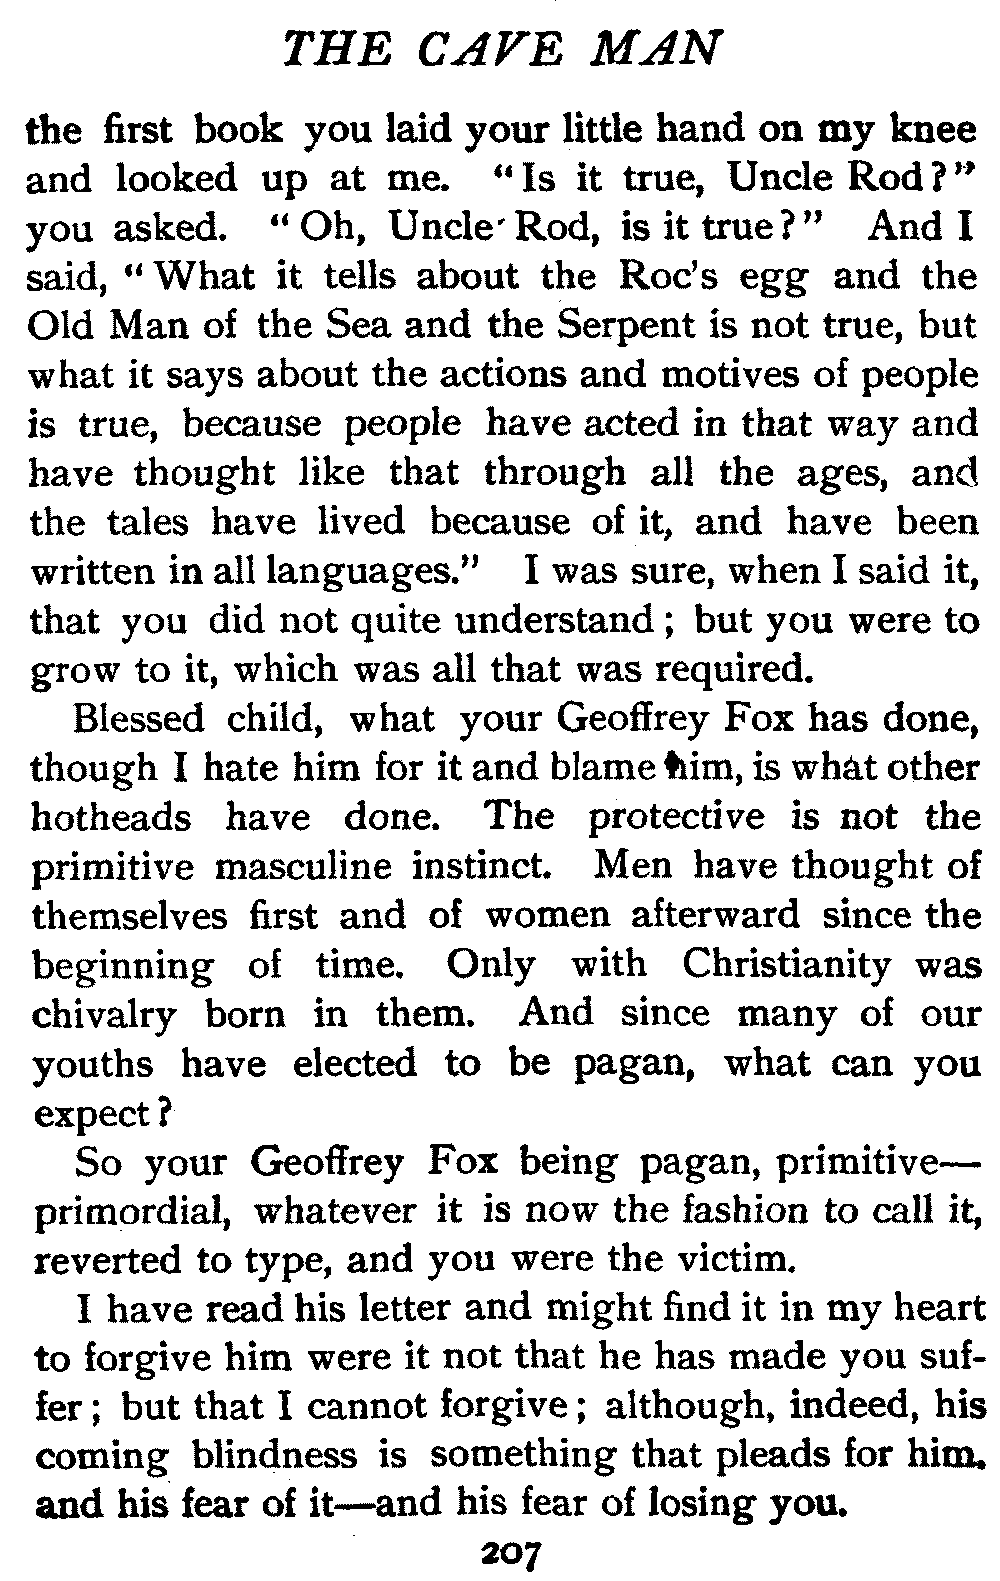 THE CAVE MAN
the first book you laid your little hand on my knee
and looked up at me. "Is it true, Uncle Rod?"
you asked. "Oh, Uncle Rod, is it true?" And I
said, "What it tells about the Roc's egg and the
Old Man of the Sea and the Serpent is not true, but
what it says about the actions and motives of people
is true, because people have acted in that way and
have thought like that through all the ages, and
the tales have lived because of it, and have been
written in all languages." I was sure, when I said it,
that you did not quite understand; but you were to
grow to it, which was all that was required.
Blessed child, what your Geoffrey Fox has done,
though I hate him for it and blame him, is what other
hotheads have done. The protective is not the
primitive masculine instinct. Men have thought of
themselves first and of women afterward since the
beginning of time. Only with Christianity was
chivalry born in them. And since many of our
youths have elected to be pagan, what can you
expect?
So your Geoffrey Fox being pagan, primitive—
primordial, whatever it is now the fashion to call it,
reverted to type, and you were the victim.
I have read his letter and might find it in my heart
to forgive him were it not that he has made you suf-
fer; but that I cannot forgive; although, indeed, his
coming blindness is something that pleads for him.
and his fear of it—and his fear of losing you.
207